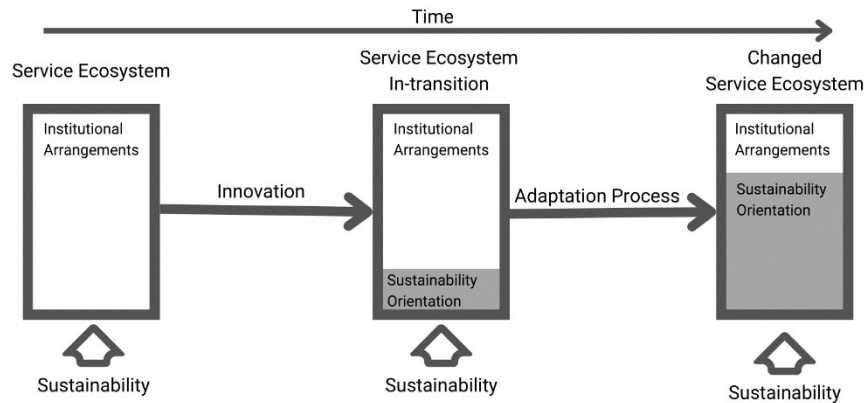 Time
Service Ecosystem
Service Ecosystem
In-transition
Changed
Service Ecosystem
Institutional
Arrangements
Innovation
Institutional
Arrangements
Sustainability
Orientation
Adaptation Process
Institutional
Arrangements
Sustainability
Orientation
Sustainability
Sustainability
Sustainability